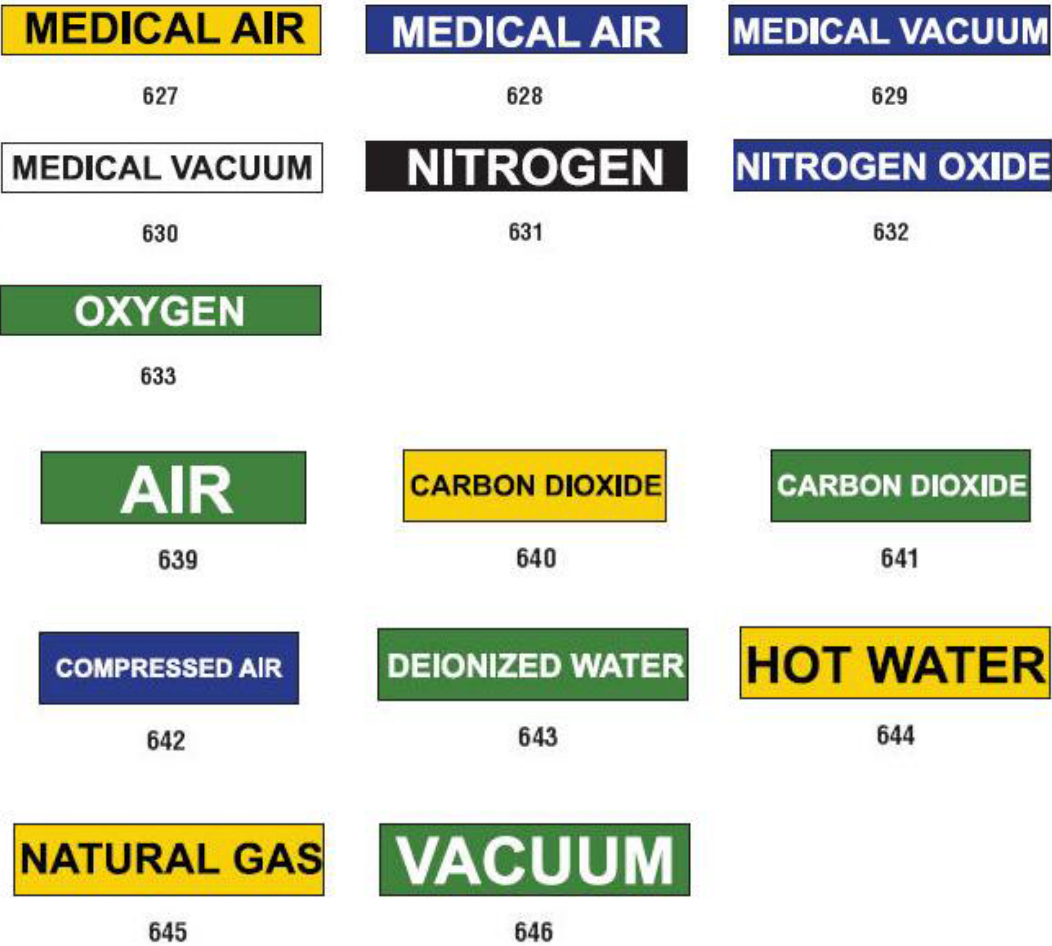 MEDICAL AIR
MEDICAL AIR
MEDICAL VACUUM
627
628
629
MEDICAL VACUUM
NITROGEN
NITROGEN OXIDE
630
631
632
OXYGEN
633
AIR
CARBON DIOXIDE
CARBON DIOXIDE
639
640
641
COMPRESSED AIR
DEIONIZED WATER
HOT WATER
642
643
644
NATURAL GAS
VACUUM
645
646